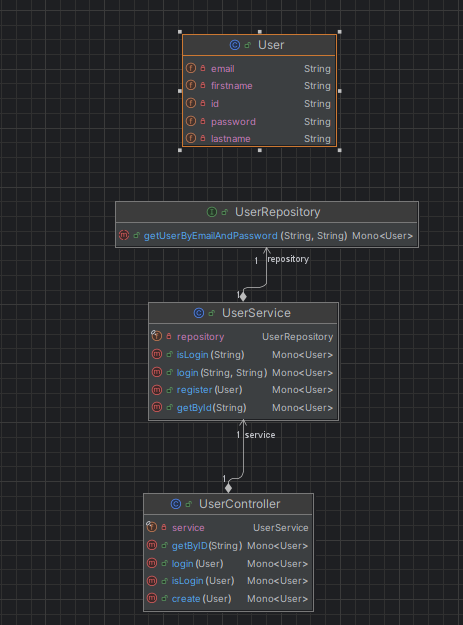 User
email String
firstname String
id String
password String
lastname String
UserRepository
getUserByEmailAndPassword(String, String) Mono<User>
1 repository
1
UserService
repository UserRepository
isLogin(String) Mono<User>
login(String, String) Mono<User>
register(User) Mono<User>
getById(String) Mono<User>
1 service
1
UserController
service UserService
getByID(String) Mono<User>
login(User) Mono<User>
isLogin(User) Mono<User>
create(User) Mono<User>